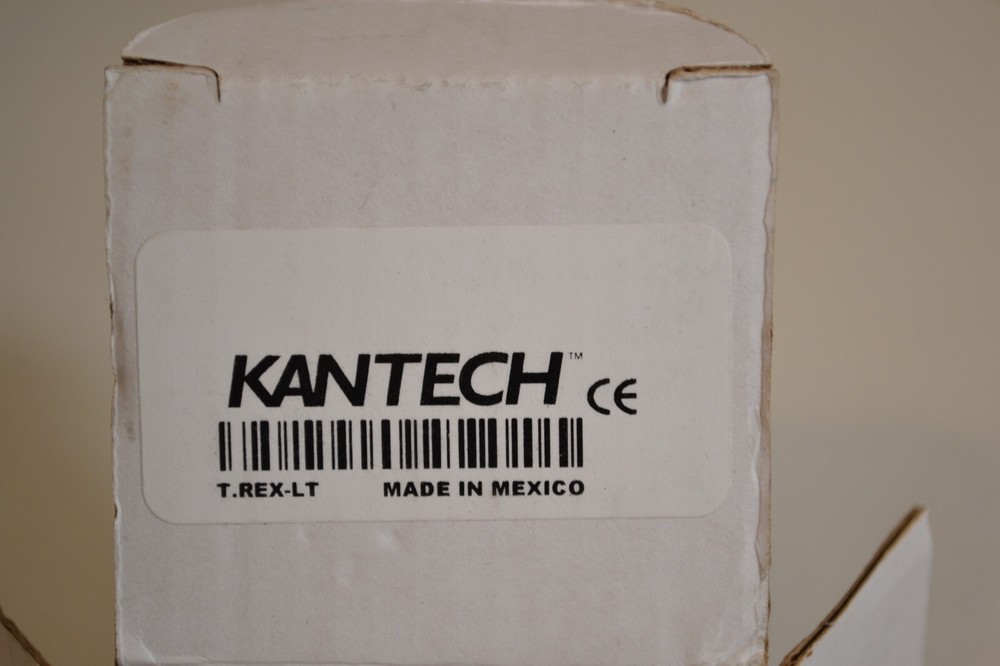 KANTECH™ CE
T.REX-LT MADE IN MEXICO